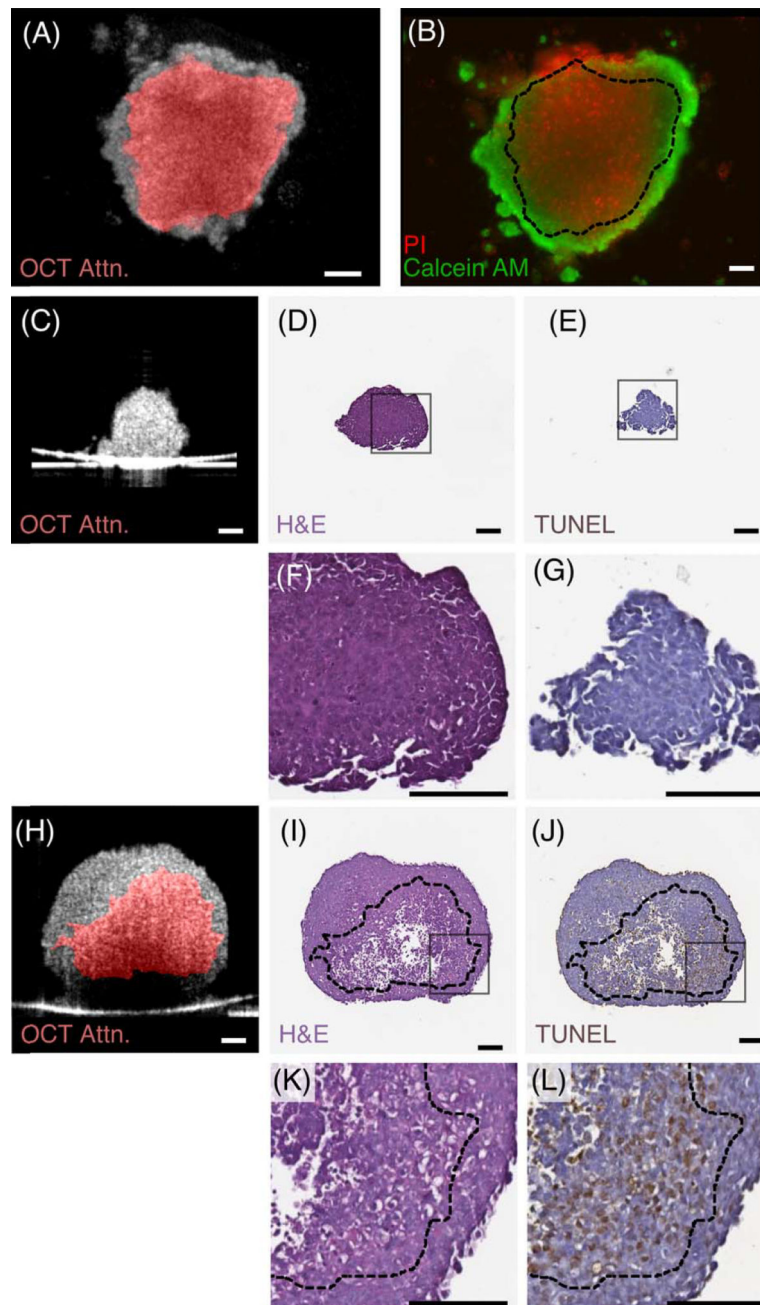 (A)
OCT Attn.
(B)
PI
Calcein AM
(C)
OCT Attn.
(D)
H&E
(E)
TUNEL
(F)
(G)
(H)
OCT Attn.
(I)
H&E
(J)
TUNEL
(K)
(L)